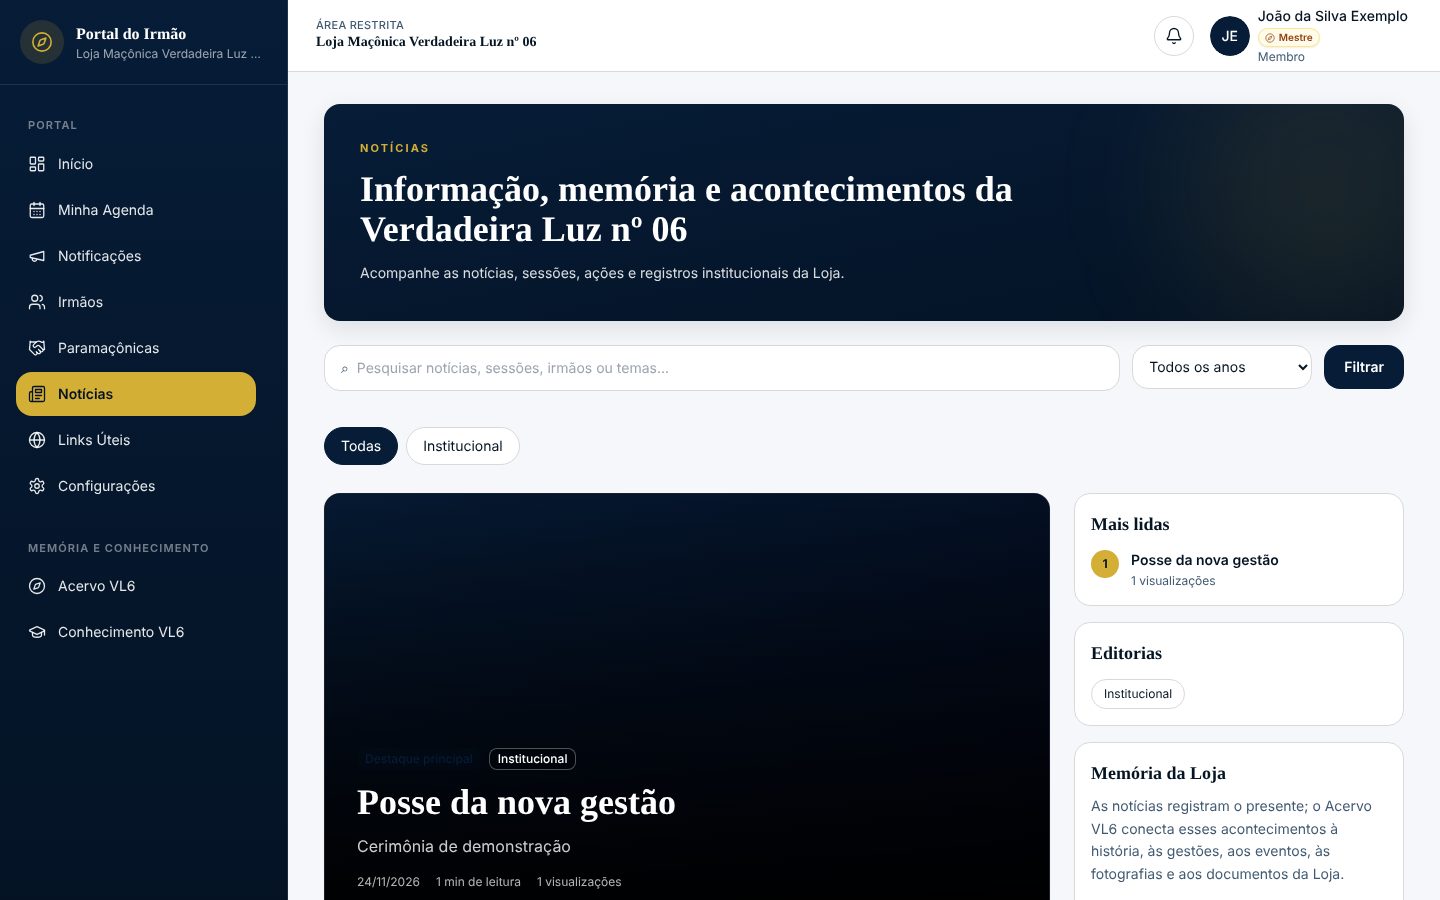 Portal do Irmão
Loja Maçônica Verdadeira Luz ...
PORTAL
Início
Minha Agenda
Notificações
Irmãos
Paramaçônicas
Notícias
Links Úteis
Configurações
MEMÓRIA E CONHECIMENTO
Acervo VL6
Conhecimento VL6
ÁREA RESTRITA
Loja Maçônica Verdadeira Luz nº 06
JE
João da Silva Exemplo
Mestre
Membro
NOTÍCIAS
Informação, memória e acontecimentos da
Verdadeira Luz nº 06
Acompanhe as notícias, sessões, ações e registros institucionais da Loja.
Pesquisar notícias, sessões, irmãos ou temas...
Todos os anos
Filtrar
Todas
Institucional
Destaque principal
Institucional
Posse da nova gestão
Cerimônia de demonstração
24/11/2026 1 min de leitura 1 visualizações
Mais lidas
1
Posse da nova gestão
1 visualizações
Editorias
Institucional
Memória da Loja
As notícias registram o presente; o Acervo
VL6 conecta esses acontecimentos à
história, às gestões, aos eventos, às
fotografias e aos documentos da Loja.